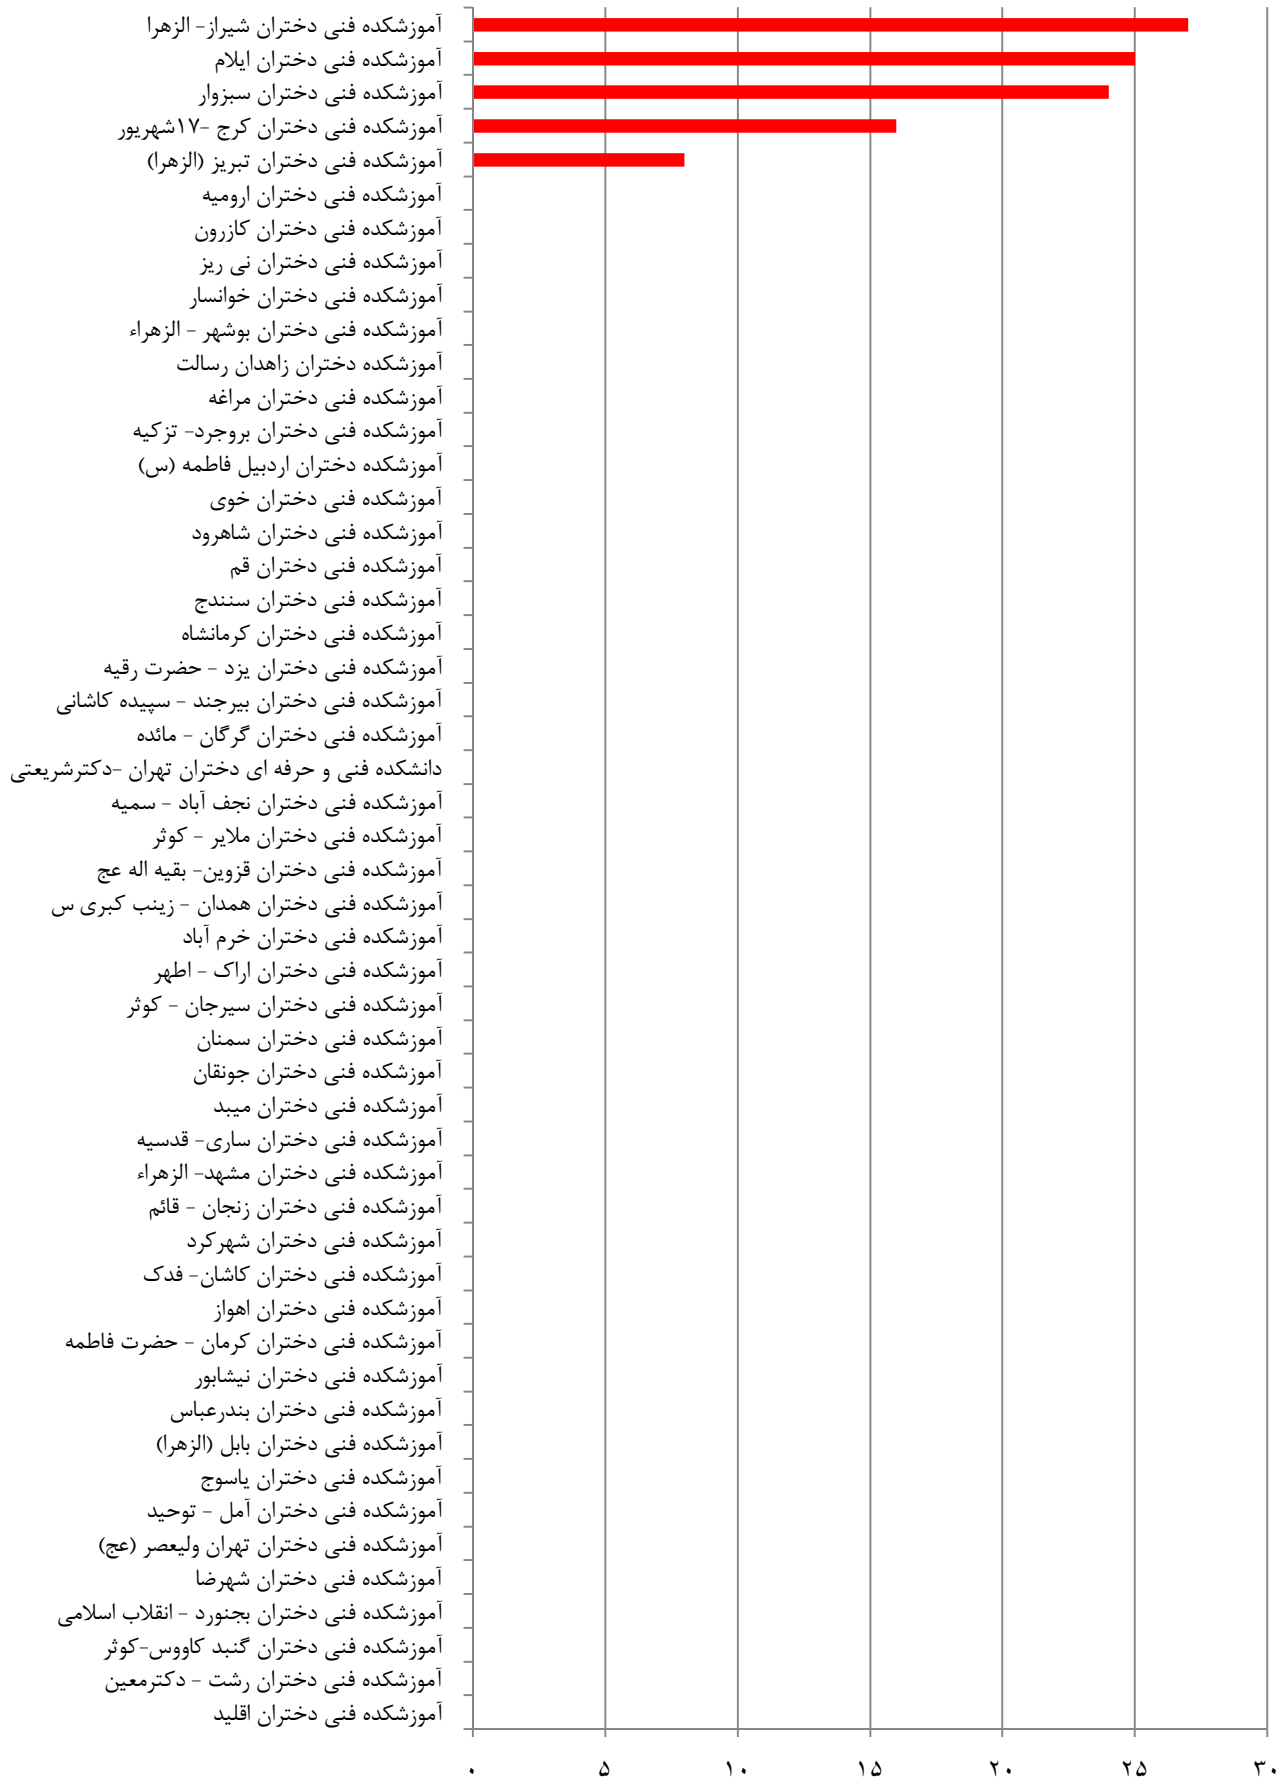 آموزشکده فنی دختران شیراز- الزهرا
آموزشکده فنی دختران ایلام
آموزشکده فنی دختران سبزوار
آموزشکده فنی دختران کرج -۱۷شهریور
آموزشکده فنی دختران تبریز (الزهرا)
آموزشکده فنی دختران ارومیه
آموزشکده فنی دختران کازرون
آموزشکده فنی دختران نی ریز
آموزشکده فنی دختران خوانسار
آموزشکده فنی دختران بوشهر - الزهراء
آموزشکده دختران زاهدان رسالت
آموزشکده فنی دختران مراغه
آموزشکده فنی دختران بروجرد- تزکیه
آموزشکده دختران اردبیل فاطمه (س)
آموزشکده فنی دختران خوی
آموزشکده فنی دختران شاهرود
آموزشکده فنی دختران قم
آموزشکده فنی دختران سنندج
آموزشکده فنی دختران کرمانشاه
آموزشکده فنی دختران یزد - حضرت رقیه
آموزشکده فنی دختران بیرجند - سپیده کاشانی
آموزشکده فنی دختران گرگان - مائده
دانشکده فنی و حرفه ای دختران تهران -دکترشریعتی
آموزشکده فنی دختران نجف آباد - سمیه
آموزشکده فنی دختران ملایر - کوثر
آموزشکده فنی دختران قزوین- بقیه اله عج
آموزشکده فنی دختران همدان - زینب کبری س
آموزشکده فنی دختران خرم آباد
آموزشکده فنی دختران اراک - اطهر
آموزشکده فنی دختران سیرجان - کوثر
آموزشکده فنی دختران سمنان
آموزشکده فنی دختران جونقان
آموزشکده فنی دختران میبد
آموزشکده فنی دختران ساری- قدسیه
آموزشکده فنی دختران مشهد- الزهراء
آموزشکده فنی دختران زنجان - قائم
آموزشکده فنی دختران شهرکرد
آموزشکده فنی دختران کاشان- فدک
آموزشکده فنی دختران اهواز
آموزشکده فنی دختران کرمان - حضرت فاطمه
آموزشکده فنی دختران نیشابور
آموزشکده فنی دختران بندرعباس
آموزشکده فنی دختران بابل (الزهرا)
آموزشکده فنی دختران یاسوج
آموزشکده فنی دختران آمل - توحید
آموزشکده فنی دختران تهران ولیعصر (عج)
آموزشکده فنی دختران شهرضا
آموزشکده فنی دختران بجنورد - انقلاب اسلامی
آموزشکده فنی دختران گنبد کاووس-کوثر
آموزشکده فنی دختران رشت - دکترمعین
آموزشکده فنی دختران اقلید
۰ ۵ ۱۰ ۱۵ ۲۰ ۲۵ ۳۰